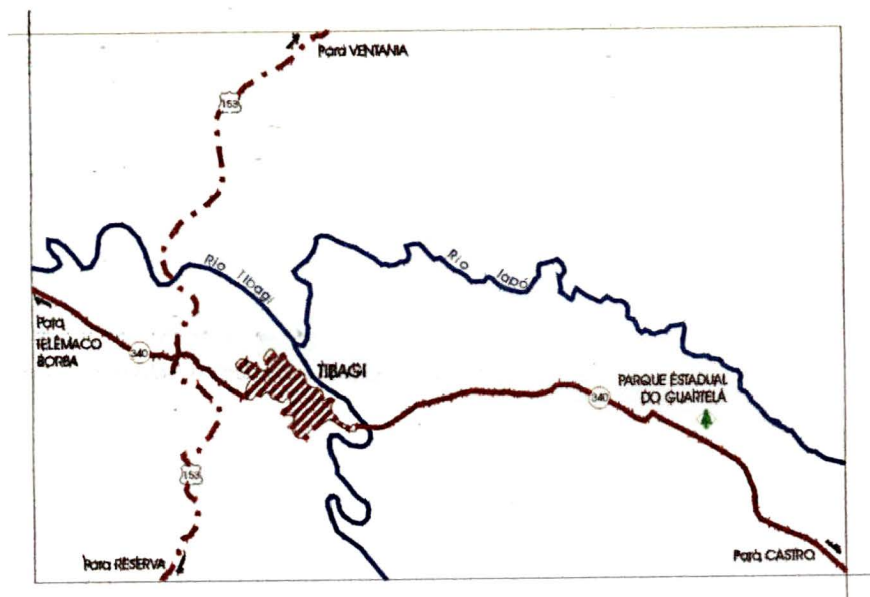 Para VENTANIA
153
Rio Tibagi
Rio Iapó
Para
TELÊMACO
BORBA
340
TIBAGI
PARQUE ESTADUAL
DO GUARTELÁ
340
153
Para RESERVA
Para CASTRO